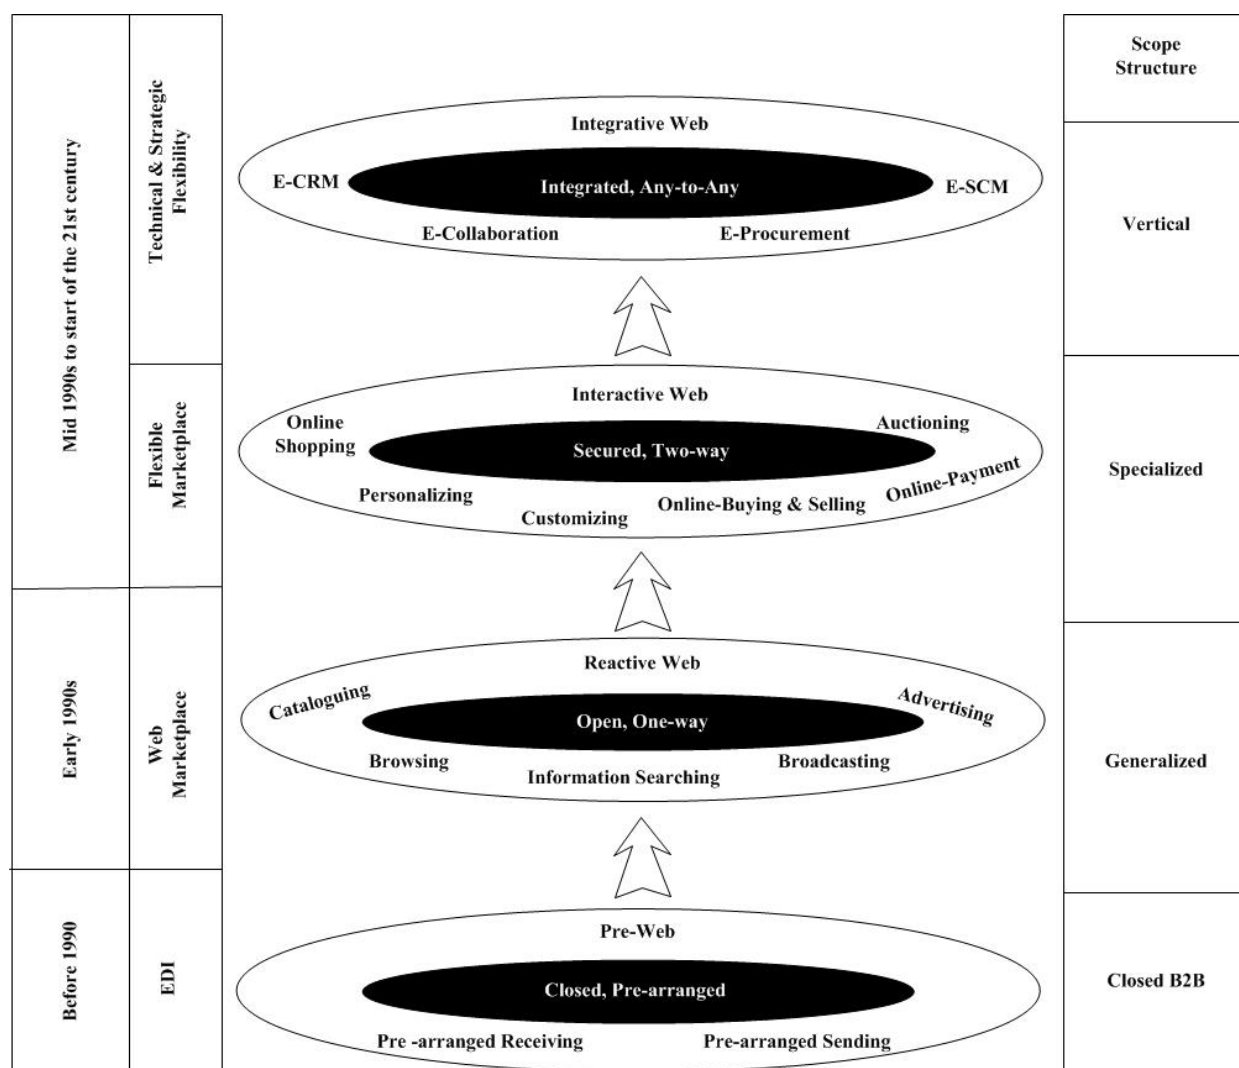 Scope
Structure
Mid 1990s to start of the 21st century
Technical & Strategic
Flexibility
Integrative Web
E-CRM
Integrated, Any-to-Any
E-SCM
E-Collaboration
E-Procurement
Vertical
Flexible
Marketplace
Interactive Web
Online
Shopping
Auctioning
Secured, Two-way
Personalizing
Customizing
Online-Buying & Selling
Online-Payment
Specialized
Early 1990s
Web
Marketplace
Reactive Web
Cataloguing
Advertising
Open, One-way
Browsing
Information Searching
Broadcasting
Generalized
Before 1990
EDI
Pre-Web
Closed, Pre-arranged
Pre -arranged Receiving
Pre-arranged Sending
Closed B2B